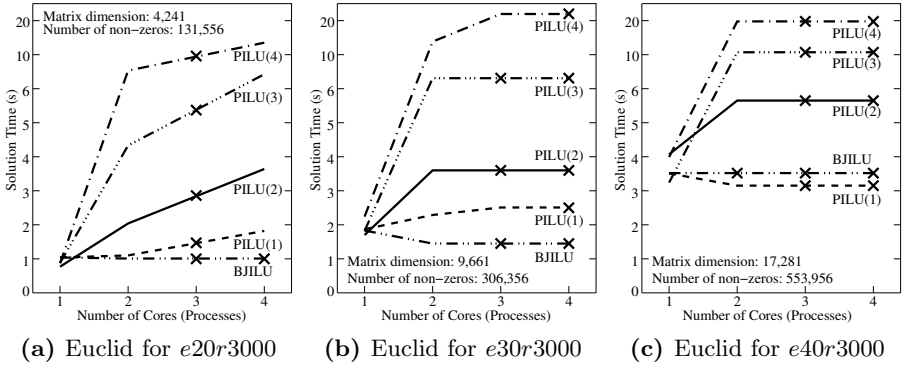 Matrix dimension: 4,241
Number of non-zeros: 131,556
Solution Time (s)
20
10
6
5
4
3
2
1
0
PILU(4)
PILU(3)
PILU(2)
PILU(1)
BJILU
1 2 3 4
Number of Cores (Processes)
(a) Euclid for e20r3000
Solution Time (s)
20
10
6
5
4
3
2
1
0
PILU(4)
PILU(3)
PILU(2)
PILU(1)
BJILU
Matrix dimension: 9,661
Number of non-zeros: 306,356
1 2 3 4
Number of Cores (Processes)
(b) Euclid for e30r3000
Solution Time (s)
20
10
6
5
4
3
2
1
0
PILU(4)
PILU(3)
PILU(2)
BJILU
PILU(1)
Matrix dimension: 17,281
Number of non-zeros: 553,956
1 2 3 4
Number of Cores (Processes)
(c) Euclid for e40r3000